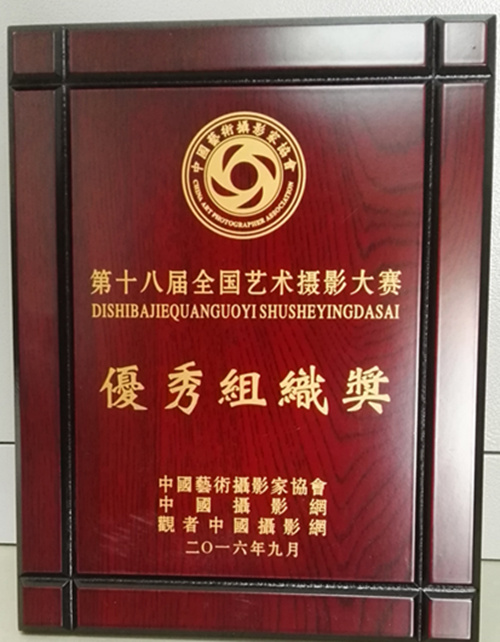 中國藝術攝影家協會
CHINA ART PHOTOGRAPHER ASSOCIATION
第十八届全国艺术摄影大赛
DISHIBAJIEQUANGUOYISHUSHEYINGDASAI
優秀組織獎
中國藝術攝影家協會
中國攝影網
觀者中國攝影網
二〇一六年九月